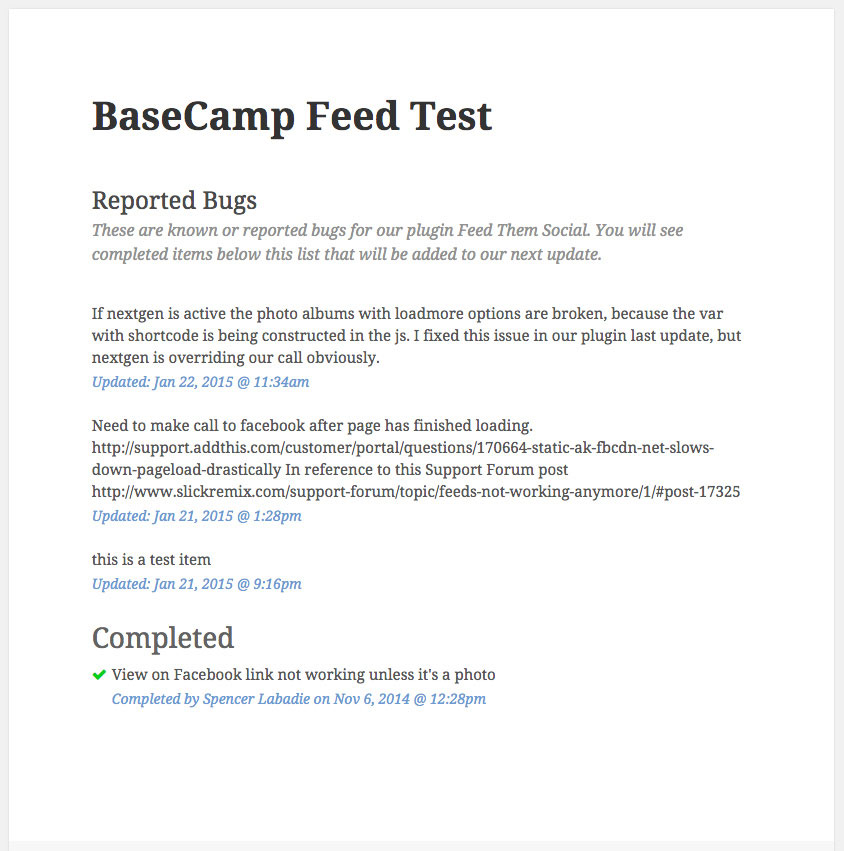 BaseCamp Feed Test
Reported Bugs
These are known or reported bugs for our plugin Feed Them Social. You will see
completed items below this list that will be added to our next update.
If nextgen is active the photo albums with loadmore options are broken, because the var
with shortcode is being constructed in the js. I fixed this issue in our plugin last update, but
nextgen is overriding our call obviously.
Updated: Jan 22, 2015 @ 11:34am
Need to make call to facebook after page has finished loading.
http://support.addthis.com/customer/portal/questions/170664-static-ak-fbcdn-net-slows-
down-pageload-drastically In reference to this Support Forum post
http://www.slickremix.com/support-forum/topic/feeds-not-working-anymore/1/#post-17325
Updated: Jan 21, 2015 @ 1:28pm
this is a test item
Updated: Jan 21, 2015 @ 9:16pm
Completed
View on Facebook link not working unless it's a photo
Completed by Spencer Labadie on Nov 6, 2014 @ 12:28pm